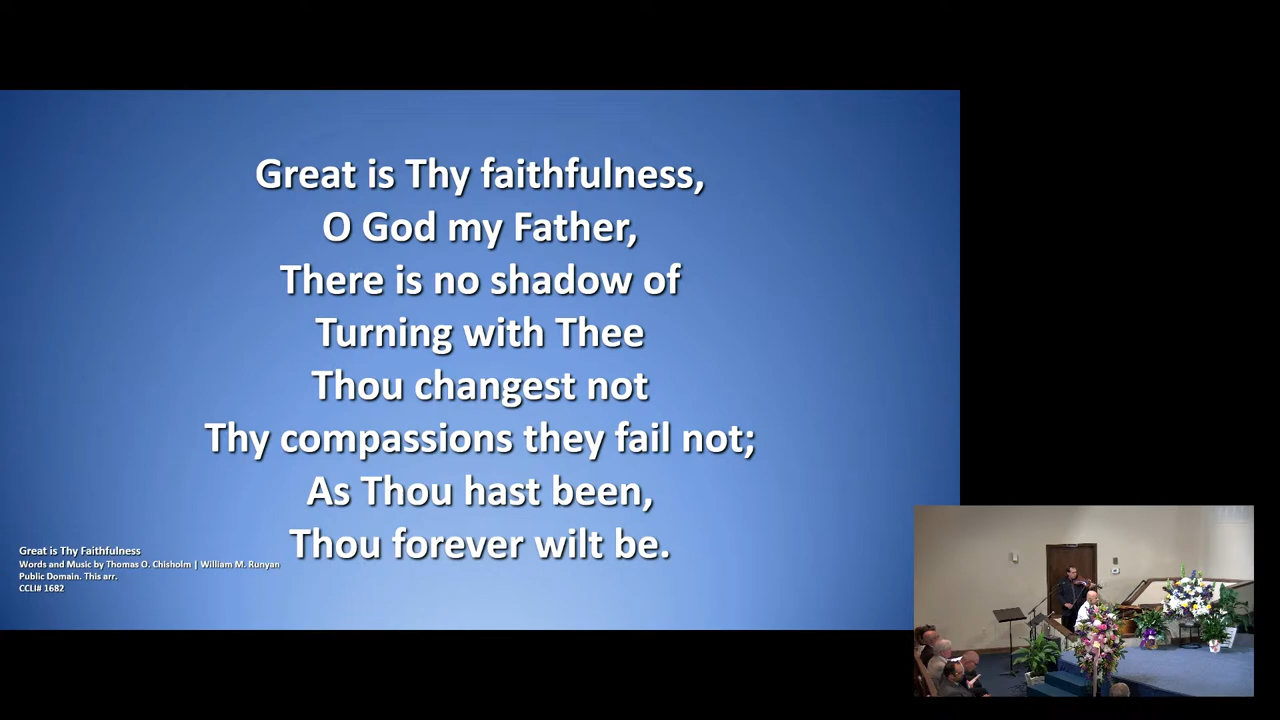 Great is Thy faithfulness,
O God my Father,
There is no shadow of
Turning with Thee
Thou changest not
Thy compassions they fail not;
As Thou hast been,
Thou forever wilt be.
Great is Thy Faithfulness
Words and Music by Thomas O. Chisholm | William M. Runyan
Public Domain. This arr.
CCLI# 1682